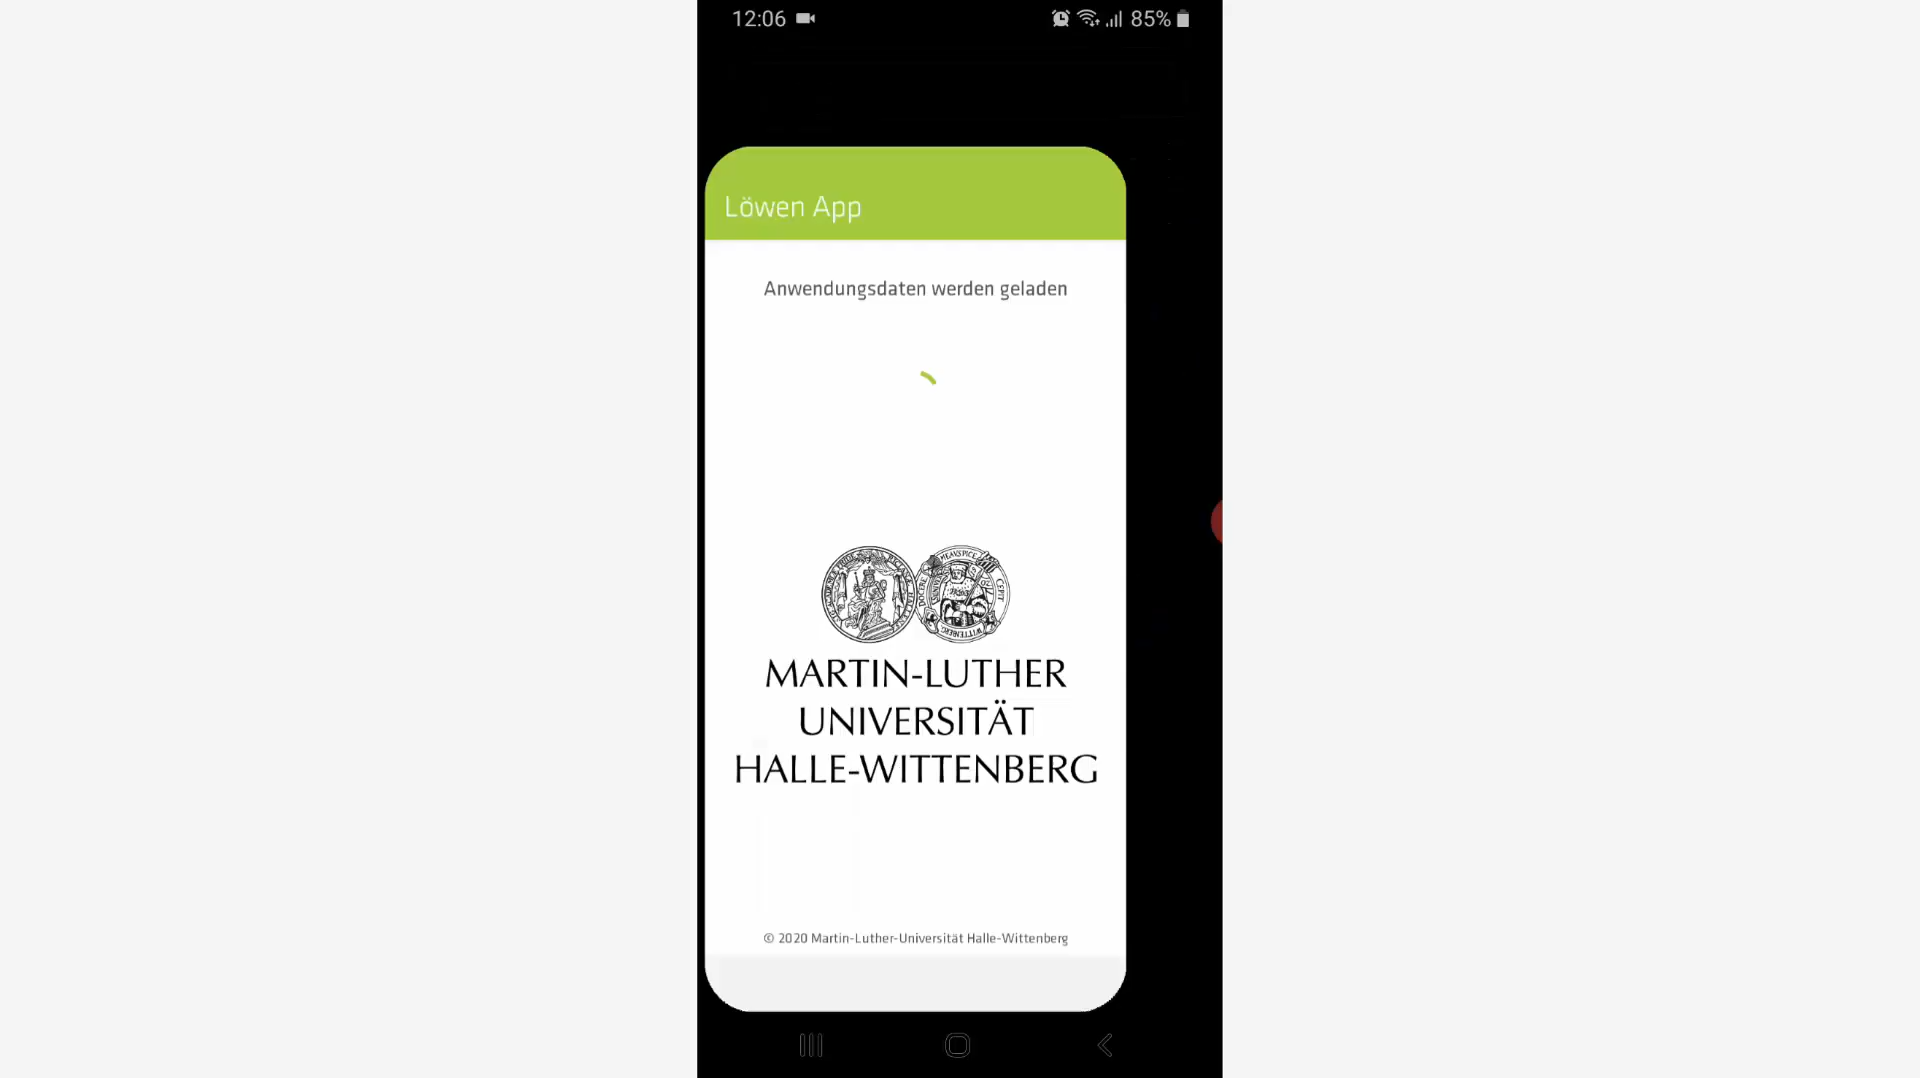 12:06 85%
Löwen App
Anwendungsdaten werden geladen
MARTIN-LUTHER
UNIVERSITÄT
HALLE-WITTENBERG
© 2020 Martin-Luther-Universität Halle-Wittenberg